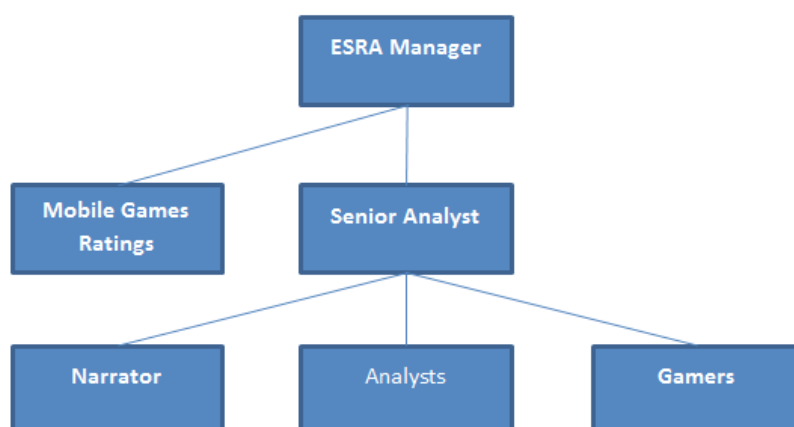 ESRA Manager
Mobile Games
Ratings
Senior Analyst
Narrator
Analysts
Gamers